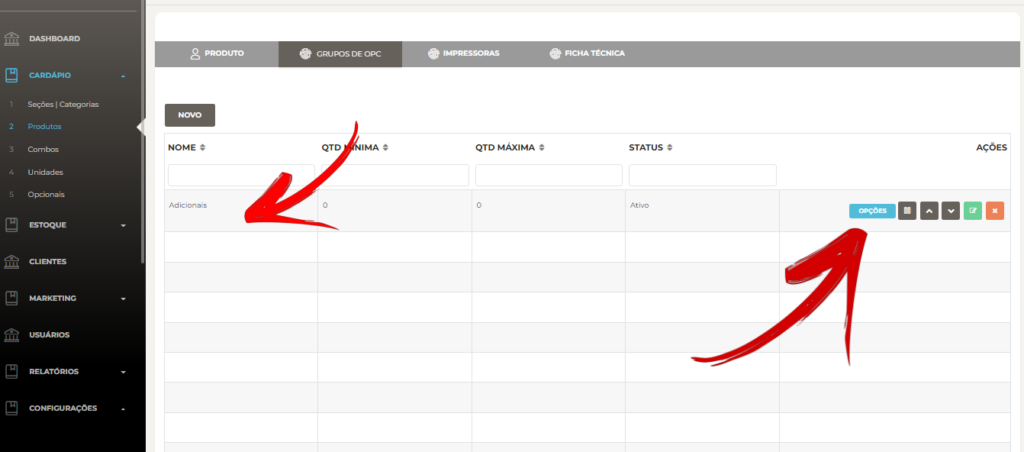 DASHBOARD
CARDÁPIO
1 Seções | Categorias
2 Produtos
3 Combos
4 Unidades
5 Opcionais
ESTOQUE
CLIENTES
MARKETING
USUÁRIOS
RELATÓRIOS
CONFIGURAÇÕES
PRODUTO GRUPOS DE OPC IMPRESSORAS FICHA TÉCNICA
NOVO
NOME QTD MÍNIMA QTD MÁXIMA STATUS AÇÕES
Adicionais 0 0 Ativo OPÇÕES